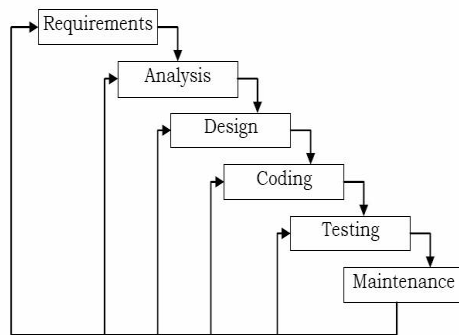 Requirements
Analysis
Design
Coding
Testing
Maintenance